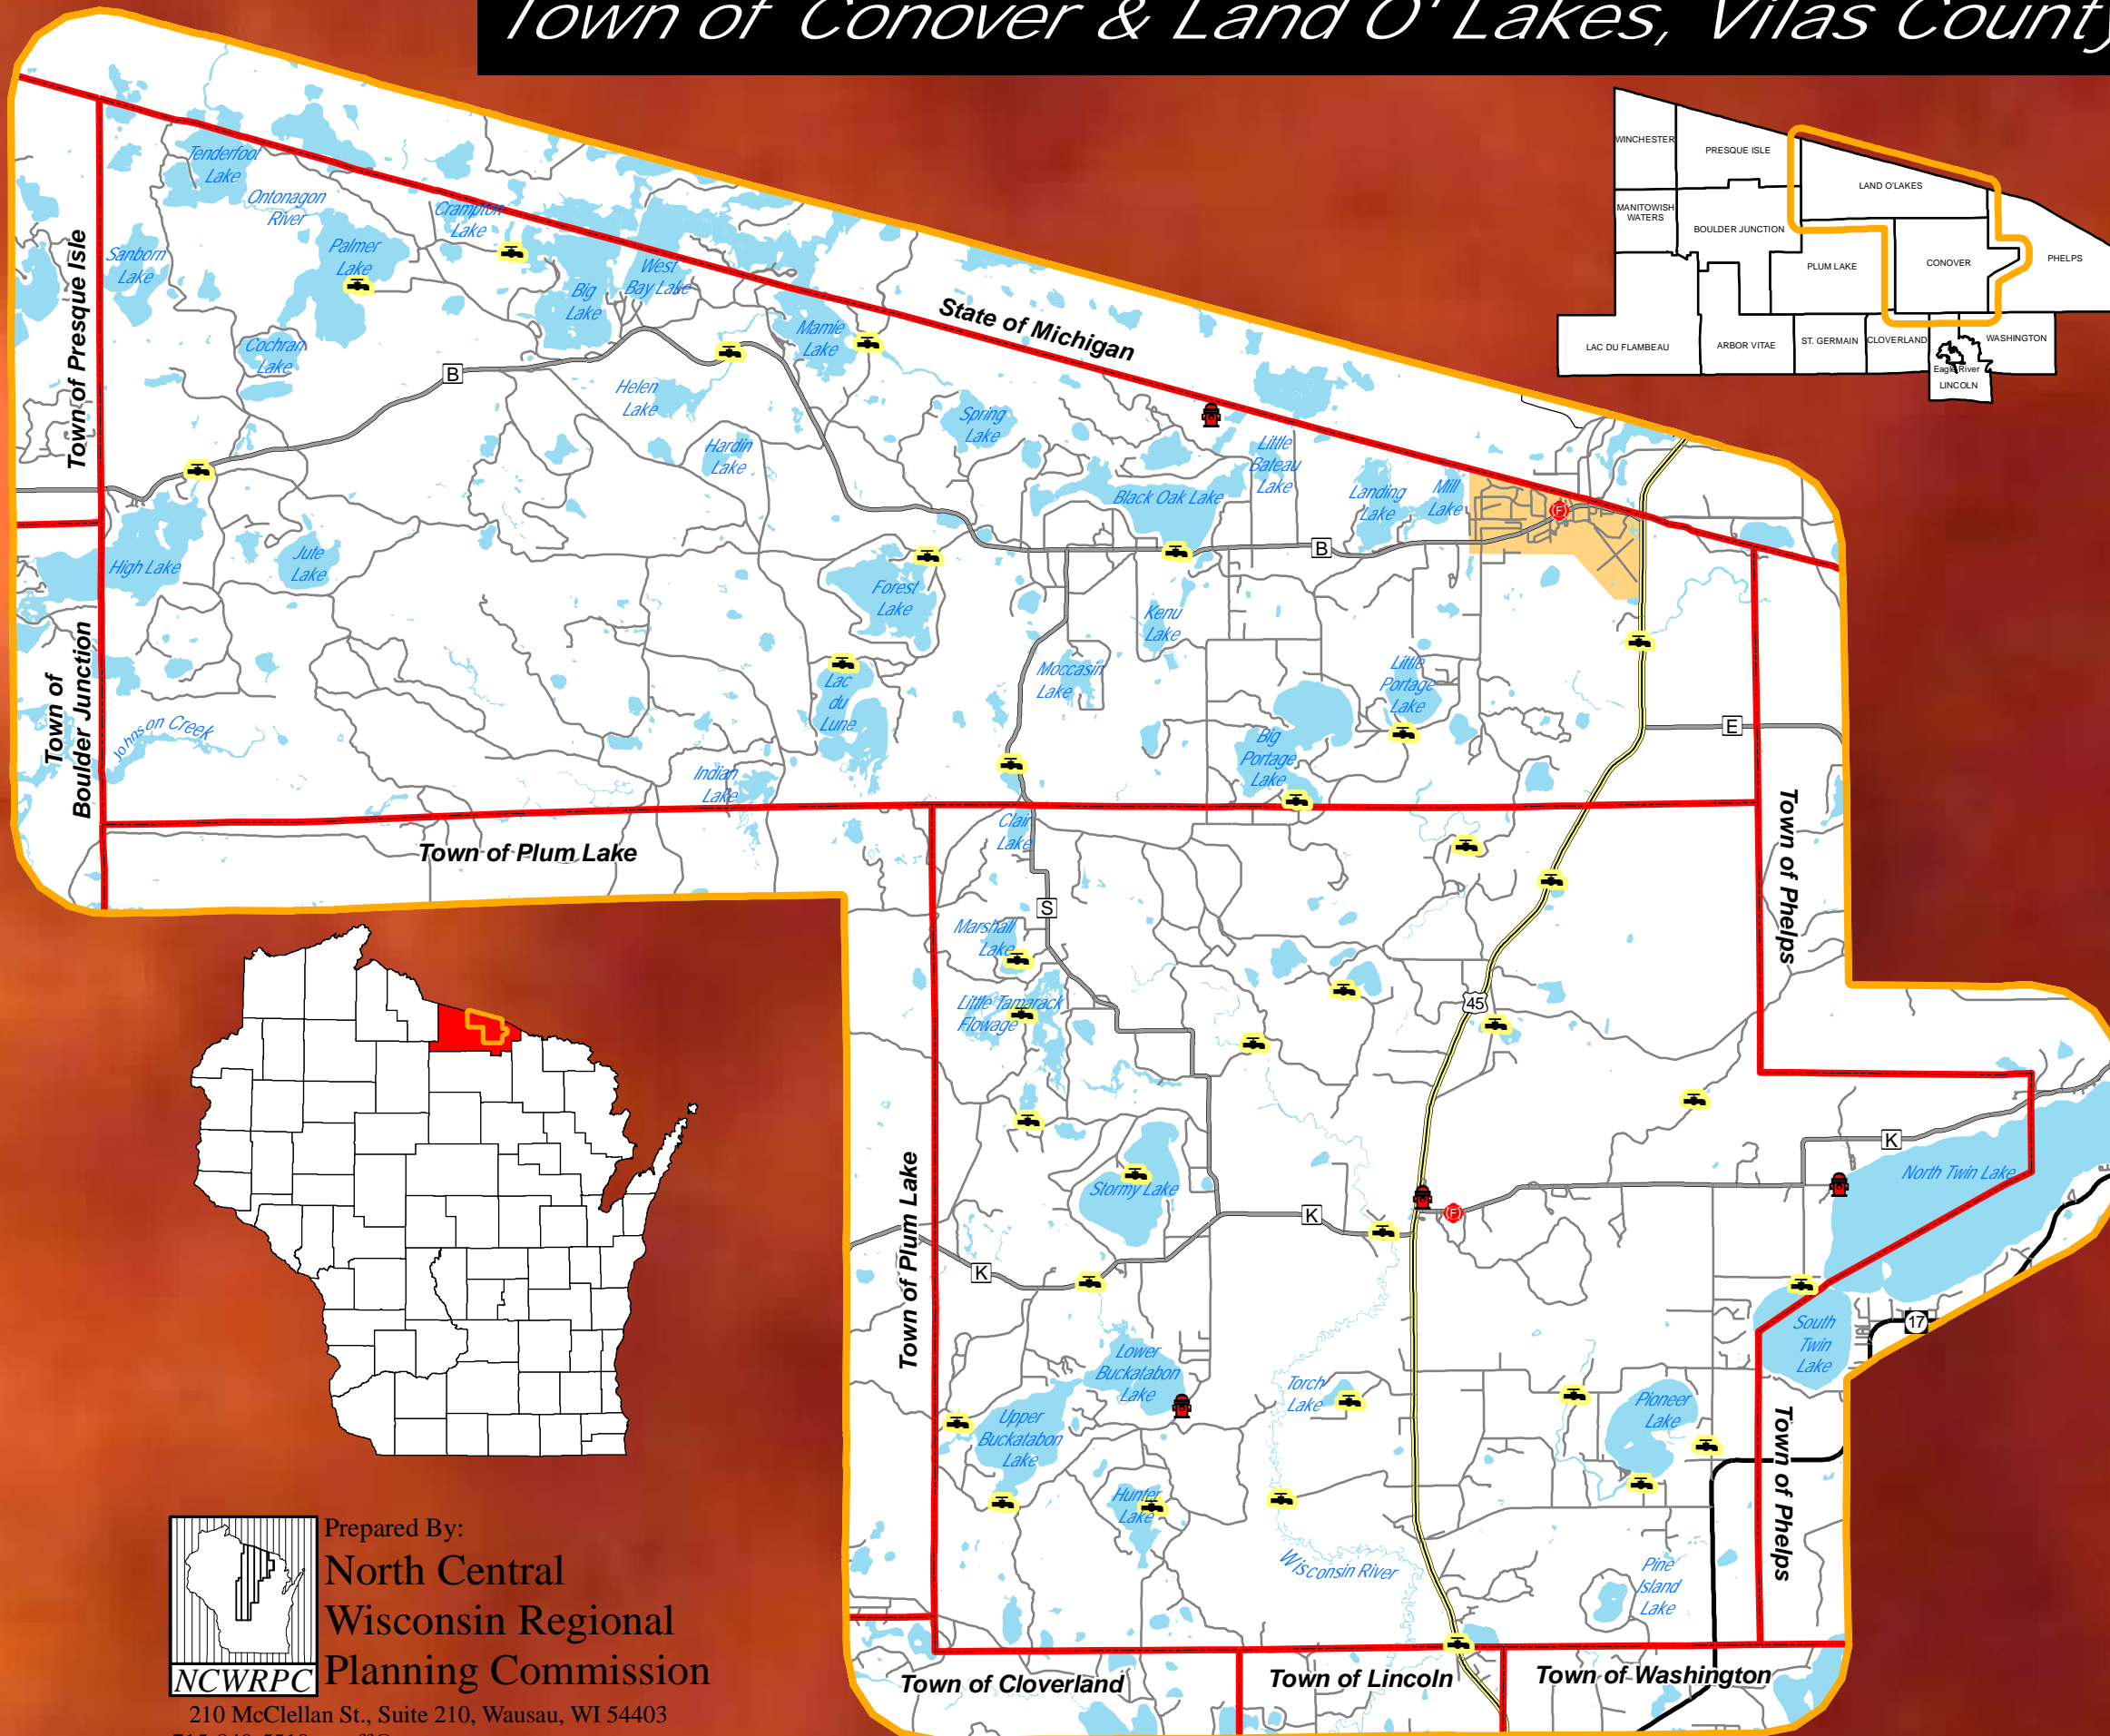 Town of Conover & Land O' Lakes, Vilas County
WINCHESTER
PRESQUE ISLE
LAND O'LAKES
MANITOWISH
WATERS
BOULDER JUNCTION
PLUM LAKE
CONOVER
PHELPS
LAC DU FLAMBEAU
ARBOR VITAE
ST. GERMAIN
CLOVERLAND
WASHINGTON
Eagle River
LINCOLN
Town of Presque Isle
Town of
Boulder Junction
State of Michigan
Tenderfoot
Lake
Ontonagon
River
Crampton
Lake
Sanborn
Lake
Palmer
Lake
Big
Lake
West
Bay Lake
Mamie
Lake
Cochran
Lake
B
Helen
Lake
Hardin
Lake
Spring
Lake
Little
Bateau
Lake
Black Oak Lake
Landing
Lake
Mill
Lake
F
B
High Lake
Jute
Lake
Forest
Lake
Kenu
Lake
Moccasin
Lake
Little
Portage
Lake
Lac
du
Lune
Big
Portage
Lake
E
Johnson Creek
Indian
Lake
Town of Plum Lake
Town of Phelps
Clair
Lake
S
Marshall
Lake
Little Tamarack
Flowage
45
Town of Plum Lake
Stormy Lake
K
North Twin Lake
K
F
K
South
Twin
Lake
17
Lower
Buckatabon
Lake
Torch
Lake
Pioneer
Lake
Upper
Buckatabon
Lake
Hunter
Lake
Town of Phelps
Wisconsin River
Pine
Island
Lake
Town of Cloverland
Town of Lincoln
Town of Washington
NCWRPC
Prepared By:
North Central
Wisconsin Regional
Planning Commission
210 McClellan St., Suite 210, Wausau, WI 54403